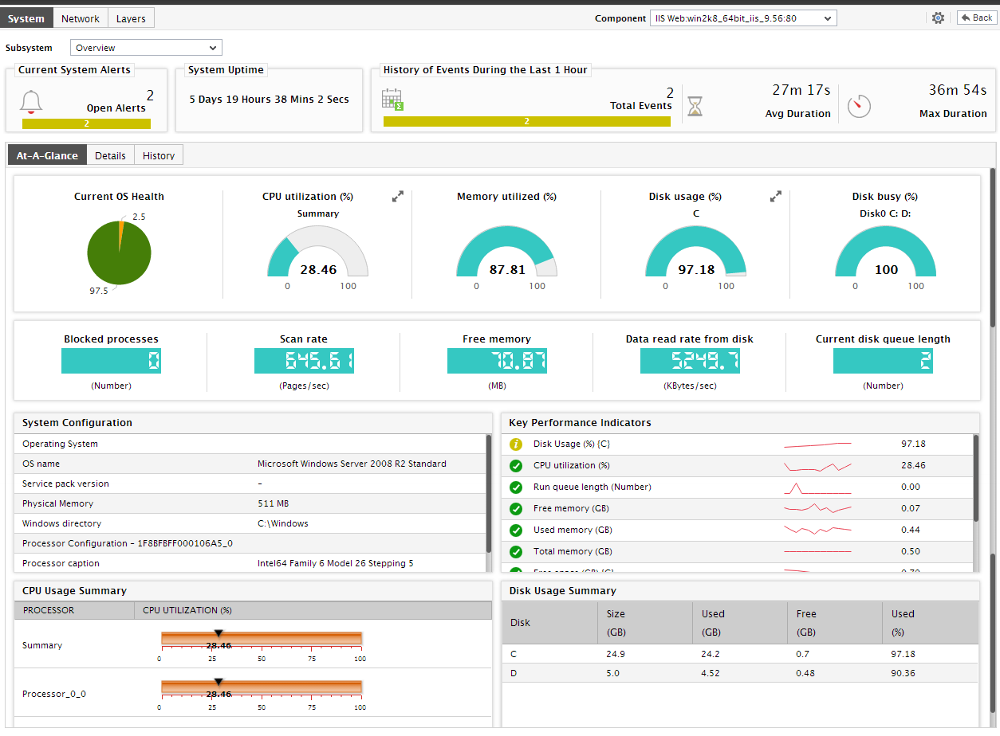 System Network Layers Component IIS Web:win2k8_64bit_iis_9.56:80 Back
Subsystem Overview
Current System Alerts
2
Open Alerts
2
System Uptime
5 Days 19 Hours 38 Mins 2 Secs
History of Events During the Last 1 Hour
2
Total Events
2
27m 17s
Avg Duration
36m 54s
Max Duration
At-A-Glance Details History
Current OS Health
2.5
97.5
CPU utilization (%)
Summary
28.46
0 100
Memory utilized (%)
87.81
0 100
Disk usage (%)
C
97.18
0 100
Disk busy (%)
Disk0 C: D:
100
0 100
Blocked processes
0
(Number)
Scan rate
645.61
(Pages/sec)
Free memory
70.87
(MB)
Data read rate from disk
5249.7
(KBytes/sec)
Current disk queue length
2
(Number)
System Configuration
Operating System
OS name Microsoft Windows Server 2008 R2 Standard
Service pack version -
Physical Memory 511 MB
Windows directory C:\Windows
Processor Configuration - 1F8BFBFF000106A5_0
Processor caption Intel64 Family 6 Model 26 Stepping 5
Key Performance Indicators
Disk Usage (%) {C} 97.18
CPU utilization (%) 28.46
Run queue length (Number) 0.00
Free memory (GB) 0.07
Used memory (GB) 0.44
Total memory (GB) 0.50
Free space (GB) {C} 0.70
CPU Usage Summary
PROCESSOR CPU UTILIZATION (%)
Summary 28.46
0 25 50 75 100
Processor_0_0 28.46
0 25 50 75 100
Disk Usage Summary
Disk Size (GB) Used (GB) Free (GB) Used (%)
C 24.9 24.2 0.7 97.18
D 5.0 4.52 0.48 90.36